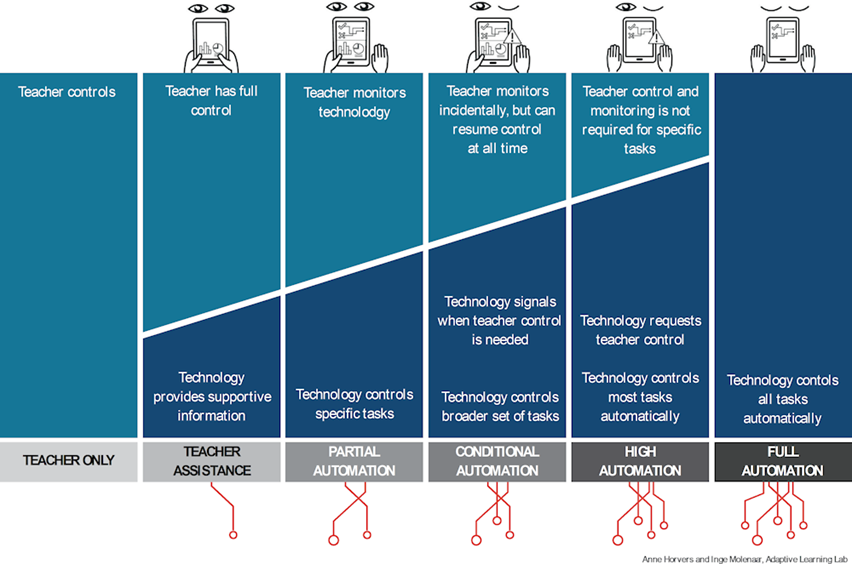 Teacher controls
Teacher has full
control
Teacher monitors
technolodgy
Teacher monitors
incidentally, but can
resume control
at all time
Teacher control and
monitoring is not
required for specific
tasks
Technology
provides supportive
information
Technology controls
specific tasks
Technology signals
when teacher control
is needed
Technology controls
broader set of tasks
Technology requests
teacher control
Technology controls
most tasks
automatically
Technology contols
all tasks
automatically
TEACHER ONLY
TEACHER
ASSISTANCE
PARTIAL
AUTOMATION
CONDITIONAL
AUTOMATION
HIGH
AUTOMATION
FULL
AUTOMATION
Anne Horvers and Inge Molenaar, Adaptive Learning Lab